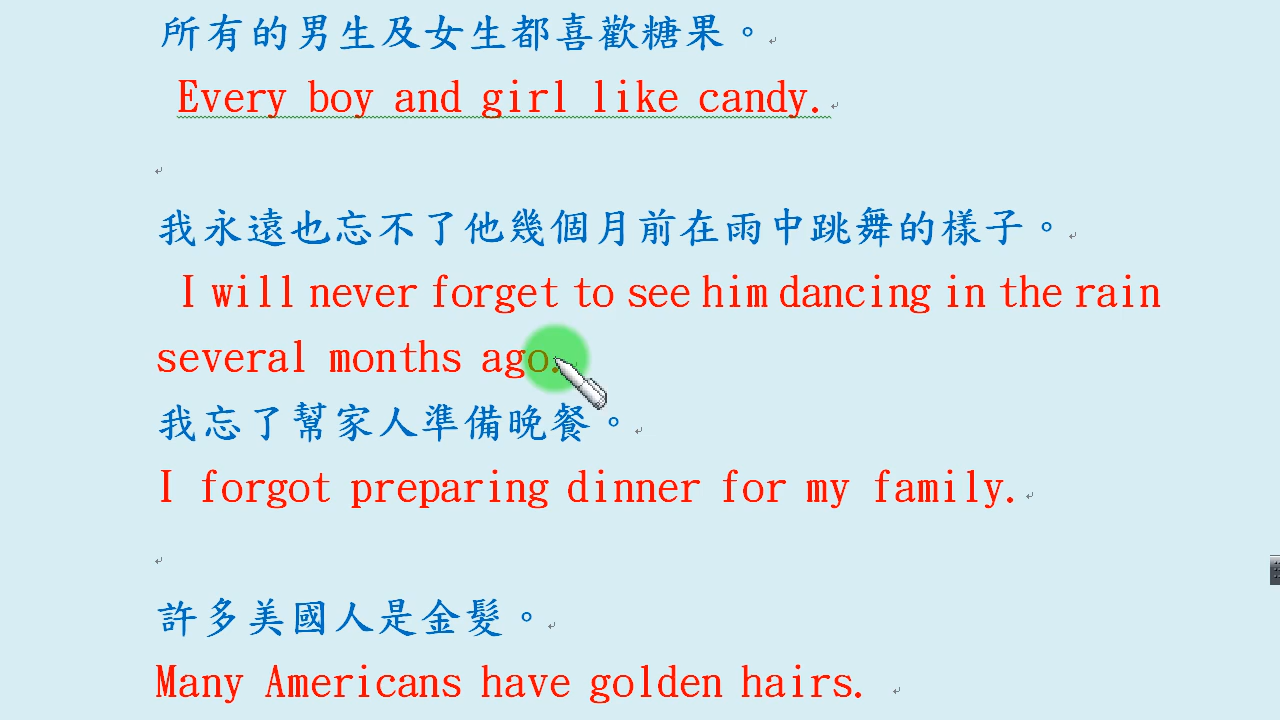 所有的男生及女生都喜歡糖果。
Every boy and girl like candy.
我永遠也忘不了他幾個月前在雨中跳舞的樣子。
I will never forget to see him dancing in the rain
several months ago.
我忘了幫家人準備晚餐。
I forgot preparing dinner for my family.
許多美國人是金髮。
Many Americans have golden hairs.